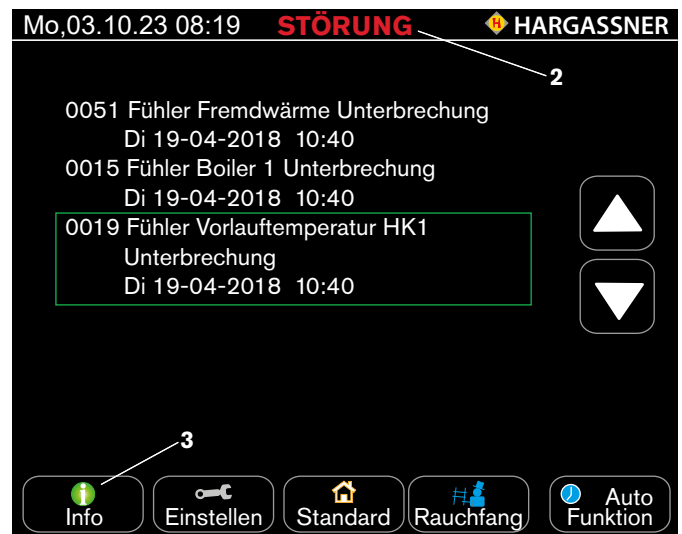 Mo,03.10.23 08:19 STÖRUNG HARGASSNER
2
0051 Fühler Fremdwärme Unterbrechung
Di 19-04-2018 10:40
0015 Fühler Boiler 1 Unterbrechung
Di 19-04-2018 10:40
0019 Fühler Vorlauftemperatur HK1
Unterbrechung
Di 19-04-2018 10:40
3
Info Einstellen Standard Rauchfang Auto
Funktion